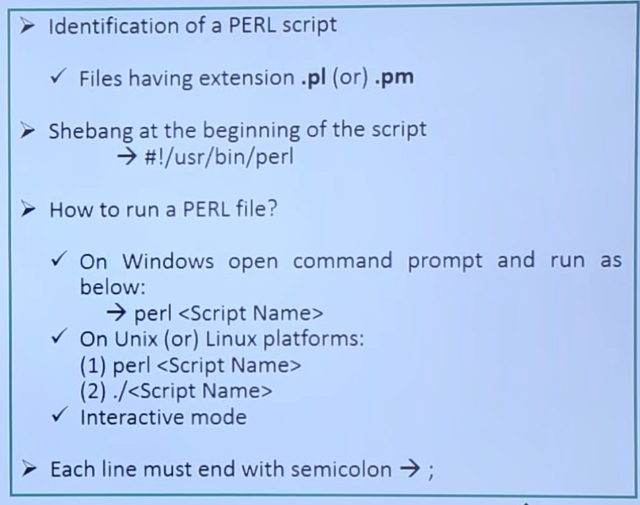 ➢ Identification of a PERL script
✓ Files having extension .pl (or) .pm
➢ Shebang at the beginning of the script
→ #!/usr/bin/perl
➢ How to run a PERL file?
✓ On Windows open command prompt and run as
below:
→ perl <Script Name>
✓ On Unix (or) Linux platforms:
(1) perl <Script Name>
(2) ./<Script Name>
✓ Interactive mode
➢ Each line must end with semicolon → ;